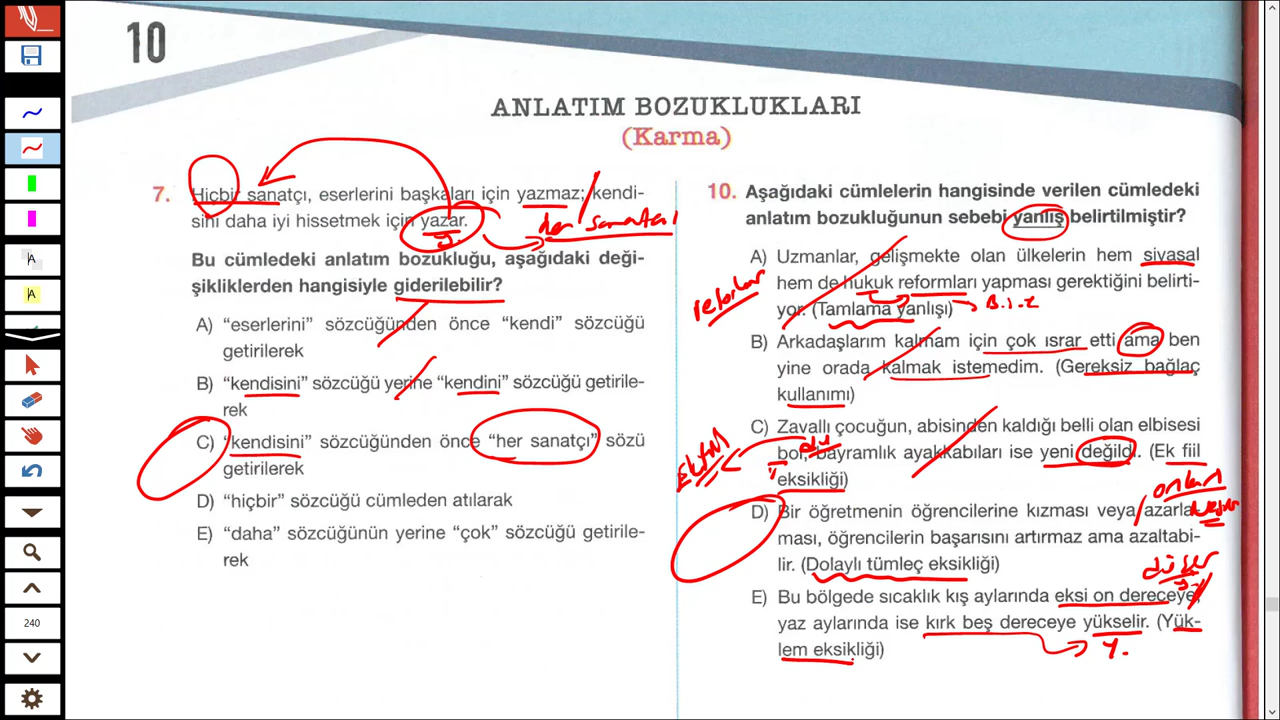 10
ANLATIM BOZUKLUKLARI
(Karma)
7. Hiçbir sanatçı, eserlerini başkaları için yazmaz; kendi-
sini daha iyi hissetmek için yazar.
her sanatçı
Bu cümledeki anlatım bozukluğu, aşağıdaki deği-
şikliklerden hangisiyle giderilebilir?
A) “eserlerini” sözcüğünden önce “kendi” sözcüğü
getirilerek
B) “kendisini” sözcüğü yerine “kendini” sözcüğü getirile-
rek
C) “kendisini” sözcüğünden önce “her sanatçı” sözü
getirilerek
D) “hiçbir” sözcüğü cümleden atılarak
E) “daha” sözcüğünün yerine “çok” sözcüğü getirile-
rek
10. Aşağıdaki cümlelerin hangisinde verilen cümledeki
anlatım bozukluğunun sebebi yanlış belirtilmiştir?
A) Uzmanlar, gelişmekte olan ülkelerin hem siyasal
hem de hukuk reformları yapması gerektiğini belirti-
yor. (Tamlama yanlışı)
reformlar
B.i.t
B) Arkadaşlarım kalmam için çok ısrar etti ama ben
yine orada kalmak istemedim. (Gereksiz bağlaç
kullanımı)
C) Zavallı çocuğun, abisinden kaldığı belli olan elbisesi
bol, bayramlık ayakkabıları ise yeni değildi. (Ek fiil
eksikliği)
Ekfiil
D) Bir öğretmenin öğrencilerine kızması veya azarla-
ması, öğrencilerin başarısını artırmaz ama azaltabi-
lir. (Dolaylı tümleç eksikliği)
onları
düşer
E) Bu bölgede sıcaklık kış aylarında eksi on dereceye,
yaz aylarında ise kırk beş dereceye yükselir. (Yük-
lem eksikliği)
y.
240